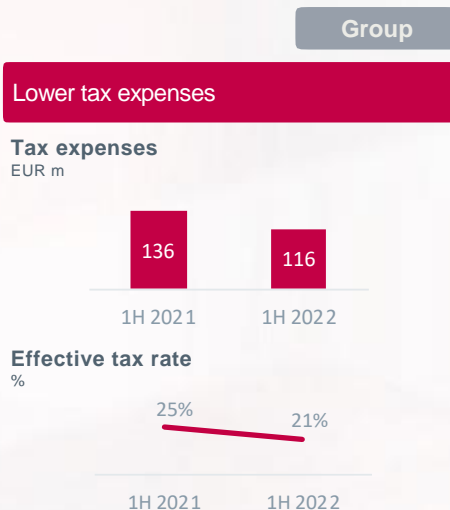 Group
Lower tax expenses
Tax expenses
EUR m
136 116
1H 2021 1H 2022
Effective tax rate
%
25% 21%
1H 2021 1H 2022